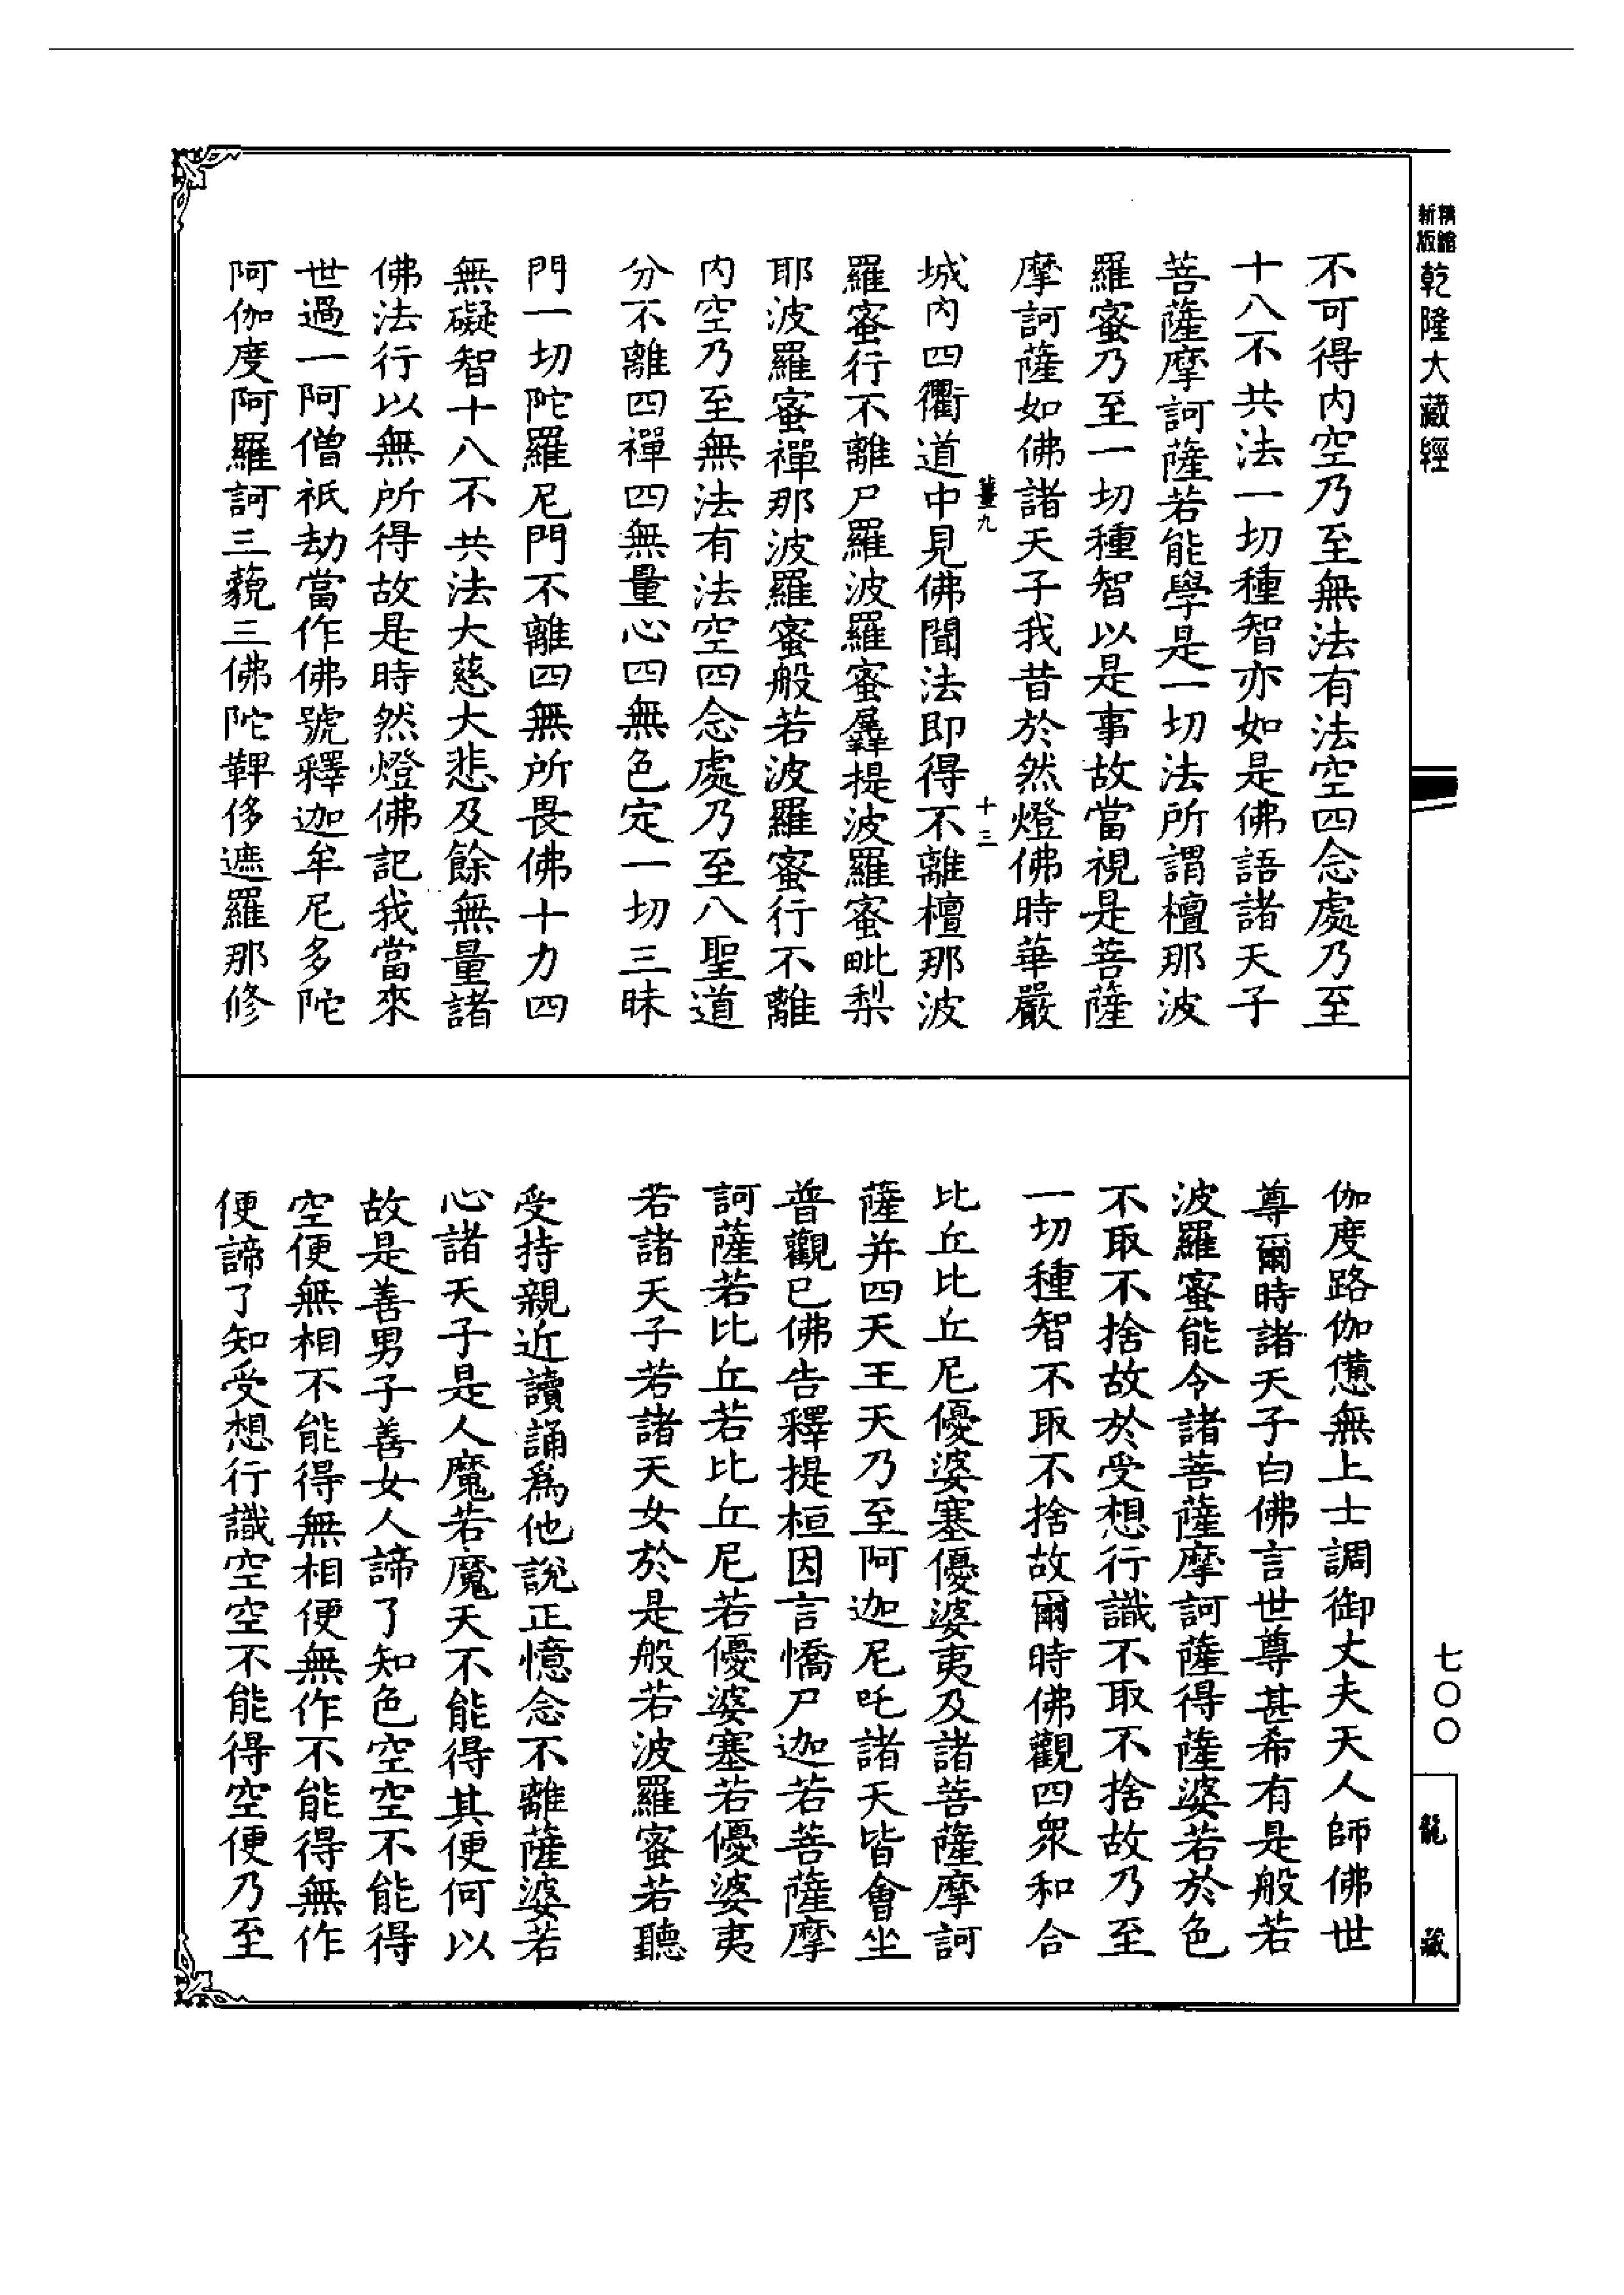 精縮
新版
乾隆大藏經
不可得內空乃至無法有法空四念處乃至
十八不共法一切種智亦如是佛語諸天子
菩薩摩訶薩若能學是一切法所謂檀那波
羅蜜乃至一切種智以是事故當視是菩薩
摩訶薩如佛諸天子我昔於然燈佛時華嚴
十三
城內四衢道中見佛聞法即得不離檀那波
羅蜜行不離尸羅波羅蜜羼提波羅蜜毗梨
耶波羅蜜禪那波羅蜜般若波羅蜜行不離
內空乃至無法有法空四念處乃至八聖道
分不離四禪四無量心四無色定一切三昧
門一切陀羅尼門不離四無所畏佛十力四
無礙智十八不共法大慈大悲及餘無量諸
佛法行以無所得故是時然燈佛記我當來
世過一阿僧祇劫當作佛號釋迦牟尼多陀
阿伽度阿羅訶三藐三佛陀鞞侈遮羅那修
伽度路伽憊無上士調御丈夫天人師佛世
尊爾時諸天子白佛言世尊甚希有是般若
波羅蜜能令諸菩薩摩訶薩得薩婆若於色
不取不捨故於受想行識不取不捨故乃至
一切種智不取不捨故爾時佛觀四眾和合
比丘比丘尼優婆塞優婆夷及諸菩薩摩訶
薩并四天王天乃至阿迦尼吒諸天皆會坐
普觀已佛告釋提桓因言憍尸迦若菩薩摩
訶薩若比丘若比丘尼若優婆塞若優婆夷
若諸天子若諸天女於是般若波羅蜜若聽
受持親近讀誦為他說正憶念不離薩婆若
心諸天子是人魔若魔天不能得其便何以
故是善男子善女人諦了知色空空不能得
空便無相不能得無相便無作不能得無作
便諦了知受想行識空空不能得空便乃至
七〇〇
龍藏